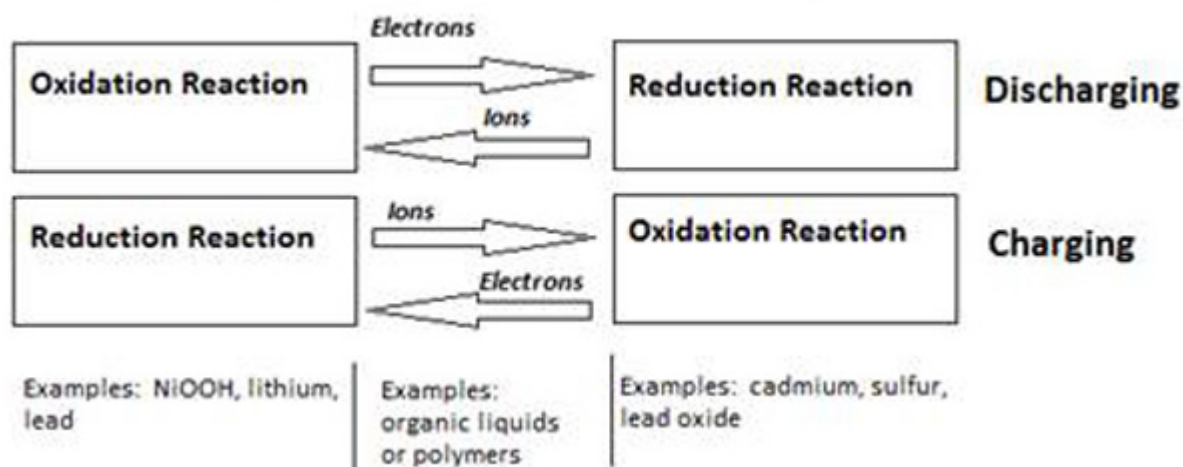 Electrons
Oxidation Reaction
Reduction Reaction
Discharging
Ions
Ions
Reduction Reaction
Oxidation Reaction
Charging
Electrons
Examples: NiOOH, lithium,
lead
Examples:
organic liquids
or polymers
Examples: cadmium, sulfur,
lead oxide